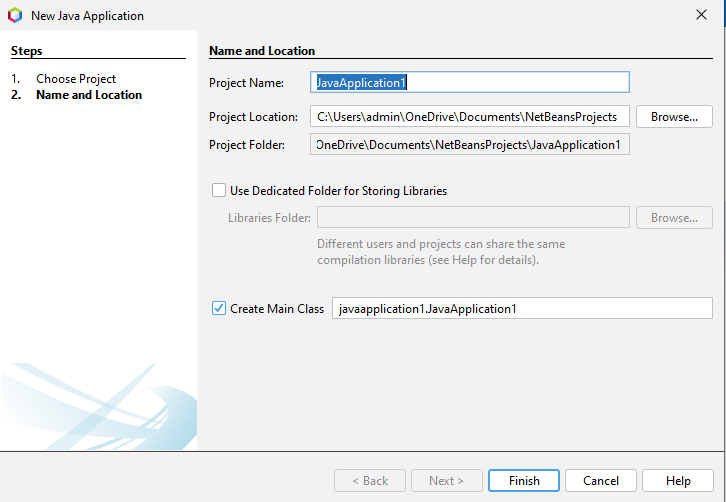 New Java Application
Steps
1. Choose Project
2. Name and Location
Name and Location
Project Name: JavaApplication1
Project Location: C:\Users\admin\OneDrive\Documents\NetBeansProjects Browse...
Project Folder: OneDrive\Documents\NetBeansProjects\JavaApplication1
Use Dedicated Folder for Storing Libraries
Libraries Folder: Browse...
Different users and projects can share the same
compilation libraries (see Help for details).
Create Main Class javaapplication1.JavaApplication1
< Back Next > Finish Cancel Help